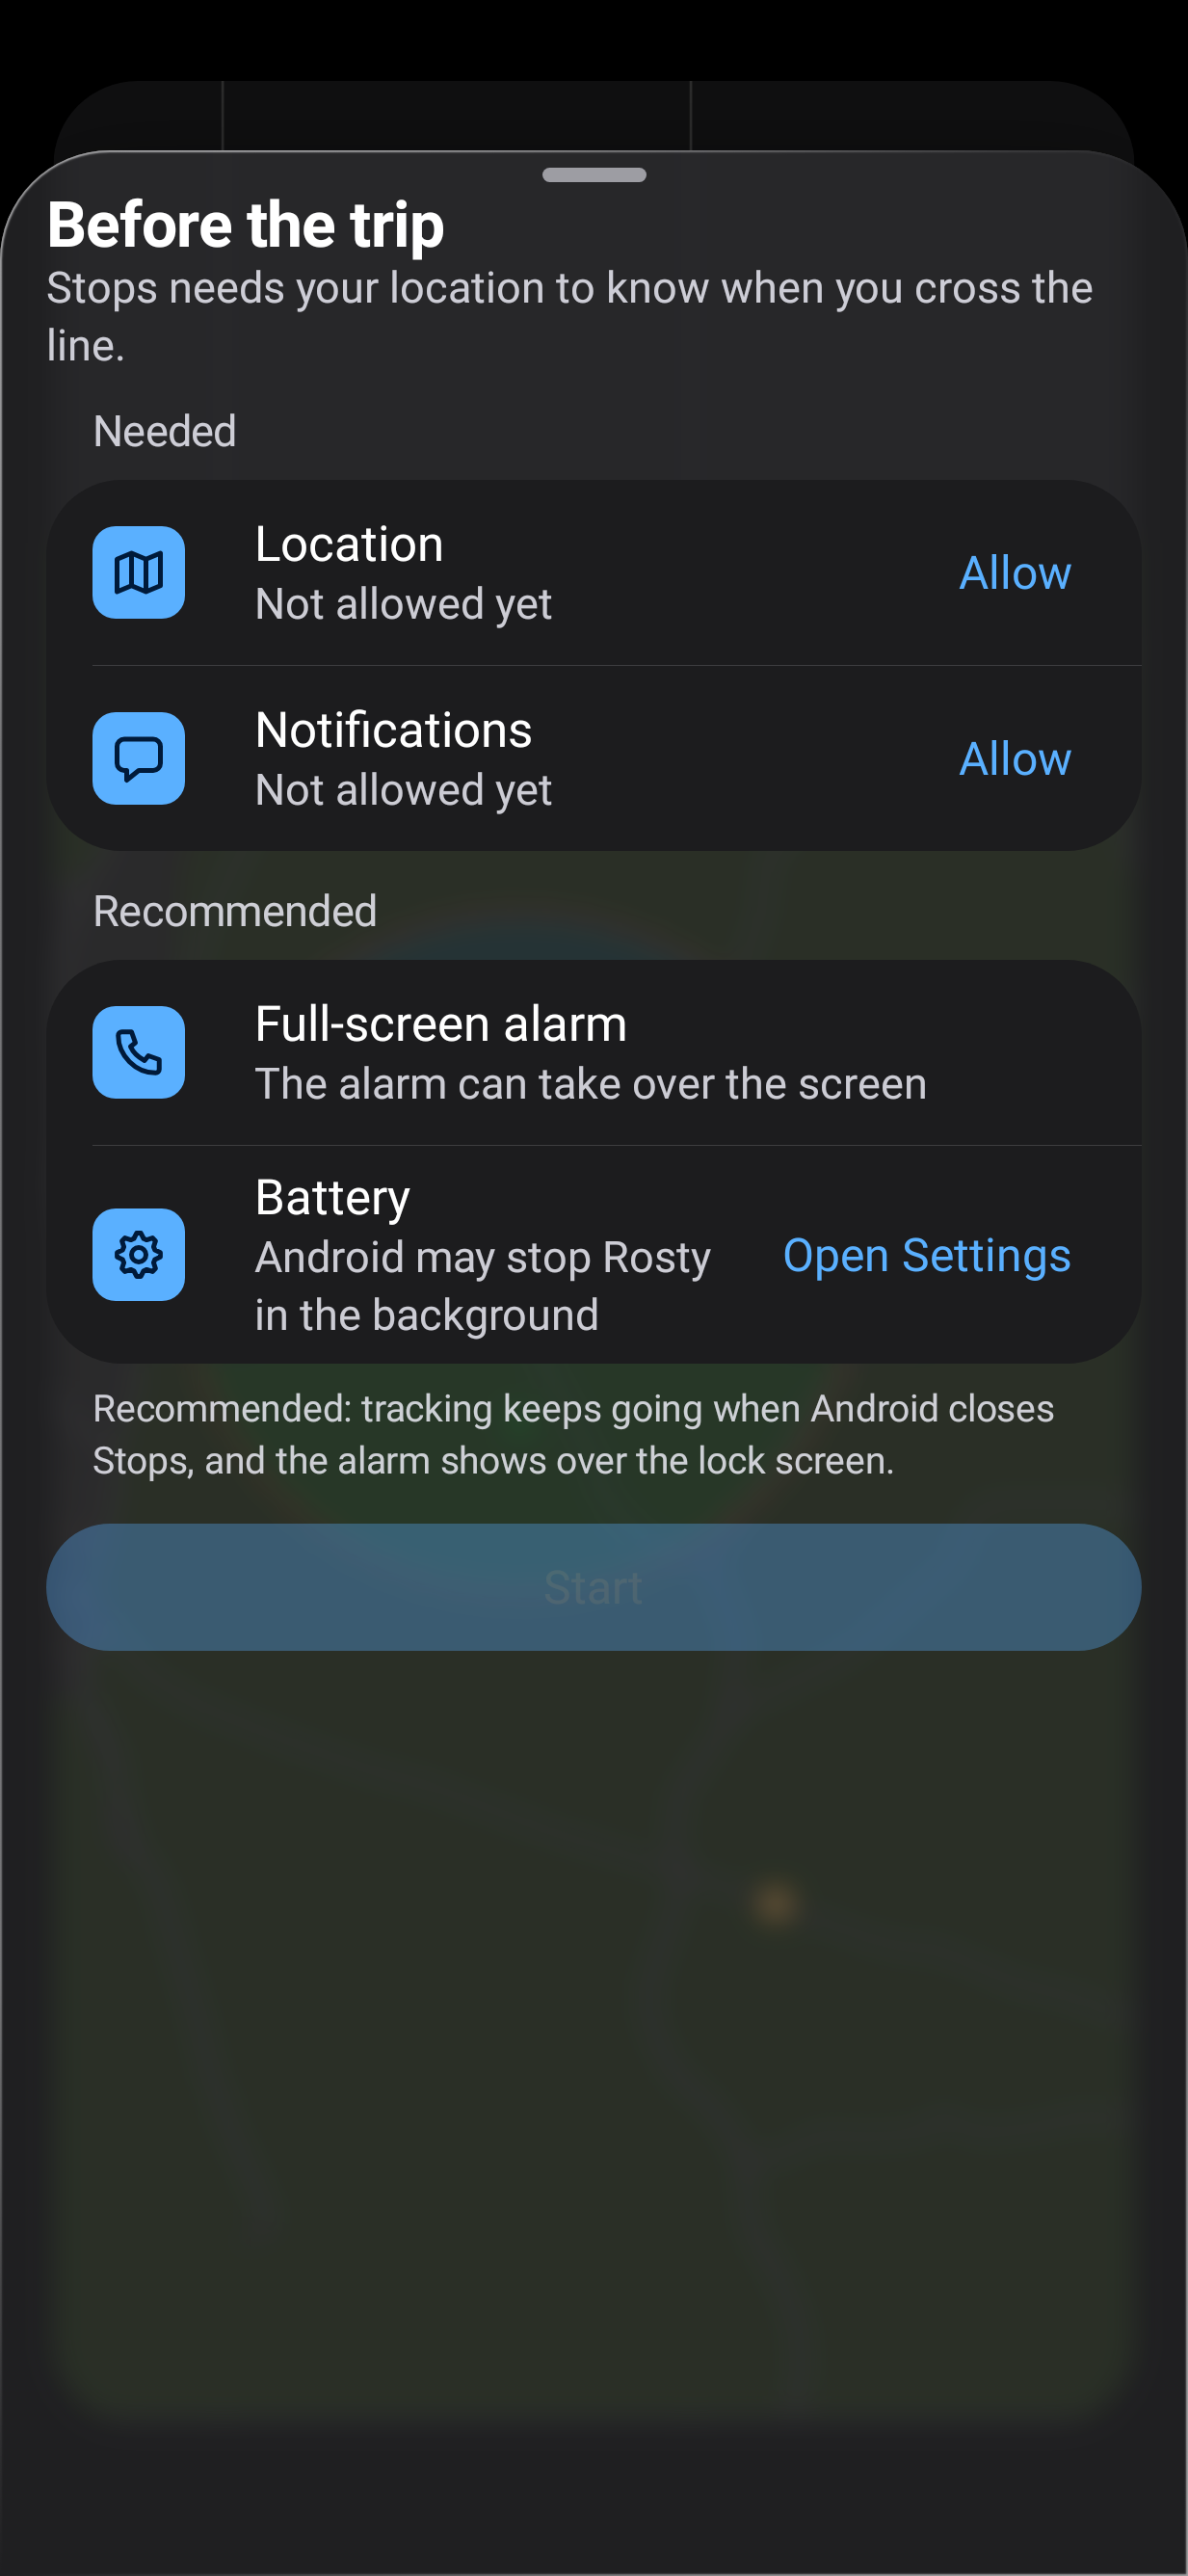 Before the trip
Stops needs your location to know when you cross the
line.
Needed
Location
Not allowed yet
Allow
Notifications
Not allowed yet
Allow
Recommended
Full-screen alarm
The alarm can take over the screen
Battery
Android may stop Rosty
in the background
Open Settings
Recommended: tracking keeps going when Android closes
Stops, and the alarm shows over the lock screen.
Start